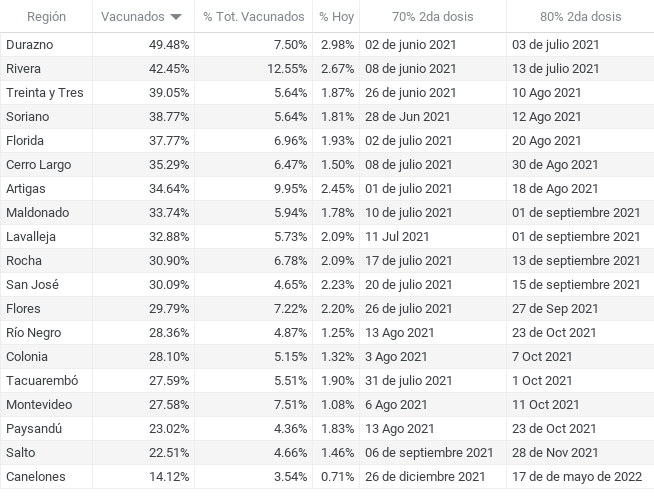 Región Vacunados % Tot. Vacunados % Hoy 70% 2da dosis 80% 2da dosis
Durazno 49.48% 7.50% 2.98% 02 de junio 2021 03 de julio 2021
Rivera 42.45% 12.55% 2.67% 08 de junio 2021 13 de julio 2021
Treinta y Tres 39.05% 5.64% 1.87% 26 de junio 2021 10 Ago 2021
Soriano 38.77% 5.64% 1.81% 28 de Jun 2021 12 Ago 2021
Florida 37.77% 6.96% 1.93% 02 de julio 2021 20 Ago 2021
Cerro Largo 35.29% 6.47% 1.50% 08 de julio 2021 30 de Ago 2021
Artigas 34.64% 9.95% 2.45% 01 de julio 2021 18 de Ago 2021
Maldonado 33.74% 5.94% 1.78% 10 de julio 2021 01 de septiembre 2021
Lavalleja 32.88% 5.73% 2.09% 11 Jul 2021 01 de septiembre 2021
Rocha 30.90% 6.78% 2.09% 17 de julio 2021 13 de septiembre 2021
San José 30.09% 4.65% 2.23% 20 de julio 2021 15 de septiembre 2021
Flores 29.79% 7.22% 2.20% 26 de julio 2021 27 de Sep 2021
Río Negro 28.36% 4.87% 1.25% 13 Ago 2021 23 de Oct 2021
Colonia 28.10% 5.15% 1.32% 3 Ago 2021 7 Oct 2021
Tacuarembó 27.59% 5.51% 1.90% 31 de julio 2021 1 Oct 2021
Montevideo 27.58% 7.51% 1.08% 6 Ago 2021 11 Oct 2021
Paysandú 23.02% 4.36% 1.83% 13 Ago 2021 23 de Oct 2021
Salto 22.51% 4.66% 1.46% 06 de septiembre 2021 28 de Nov 2021
Canelones 14.12% 3.54% 0.71% 26 de diciembre 2021 17 de de mayo de 2022